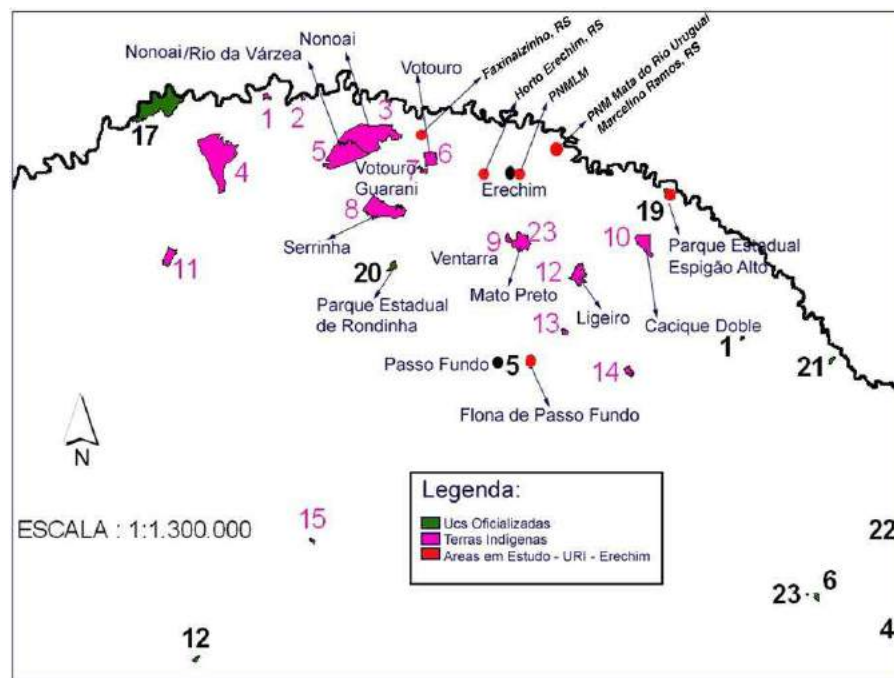 Nonoai/Rio da Várzea
Nonoai
Votouro
Faxinalzinho, RS
Horto Erechim, RS
PNMLM
PNM Mata do Rio Uruguai
Marcelino Ramos, RS
17
1
2
3
4
5
6
7
Votouro
Guarani
Erechim
8
Serrinha
19
Parque Estadual
Espigão Alto
9
23
10
Ventarra
Mato Preto
11
20
Parque Estadual
de Rondinha
12
Ligeiro
Cacique Doble
13
1
21
Passo Fundo
5
14
Flona de Passo Fundo
N
Legenda:
Ucs Oficializadas
Terras Indígenas
Areas em Estudo - URI - Erechim
ESCALA : 1:1.300.000
15
22
23
6
12
4